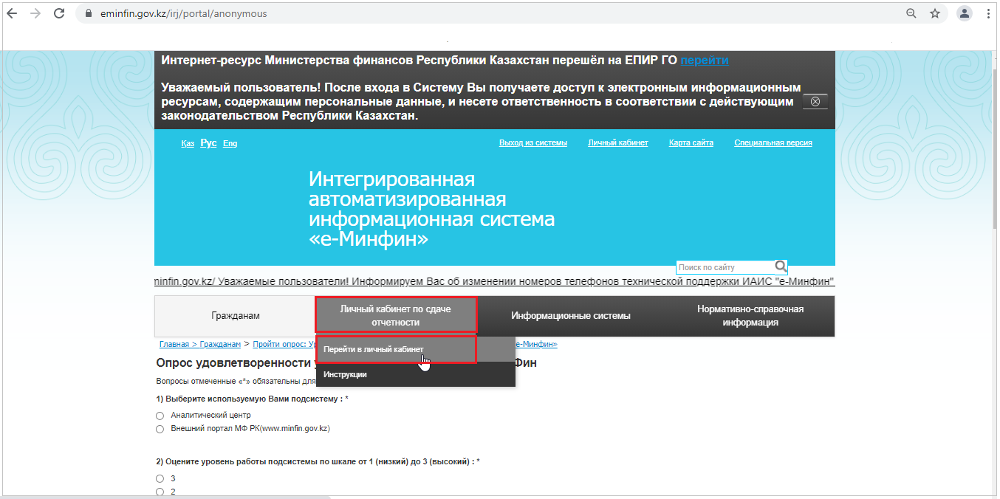 eminfin.gov.kz/irj/portal/anonymous
Интернет-ресурс Министерства финансов Республики Казахстан перешёл на ЕПИР ГО перейти
Уважаемый пользователь! После входа в Систему Вы получаете доступ к электронным информационным
ресурсам, содержащим персональные данные, и несете ответственность в соответствии с действующим
законодательством Республики Казахстан.
Қаз Рус Eng Выход из системы Личный кабинет Карта сайта Специальная версия
Интегрированная
автоматизированная
информационная система
«е-Минфин»
Поиск по сайту
minfin.gov.kz/ Уважаемые пользователи! Информируем Вас об изменении номеров телефонов технической поддержки ИАИС "е-Минфин"
Гражданам
Личный кабинет по сдаче
отчетности
Информационные системы
Нормативно-справочная
информация
Главная > Гражданам > Пройти опрос: е-Минфин»
Перейти в личный кабинет
Инструкции
Опрос удовлетворенности Фин
Вопросы отмеченные «*» обязательны для
1) Выберите используемую Вами подсистему : *
Аналитический центр
Внешний портал МФ РК(www.minfin.gov.kz)
2) Оцените уровень работы подсистемы по шкале от 1 (низкий) до 3 (высокий) : *
3
2